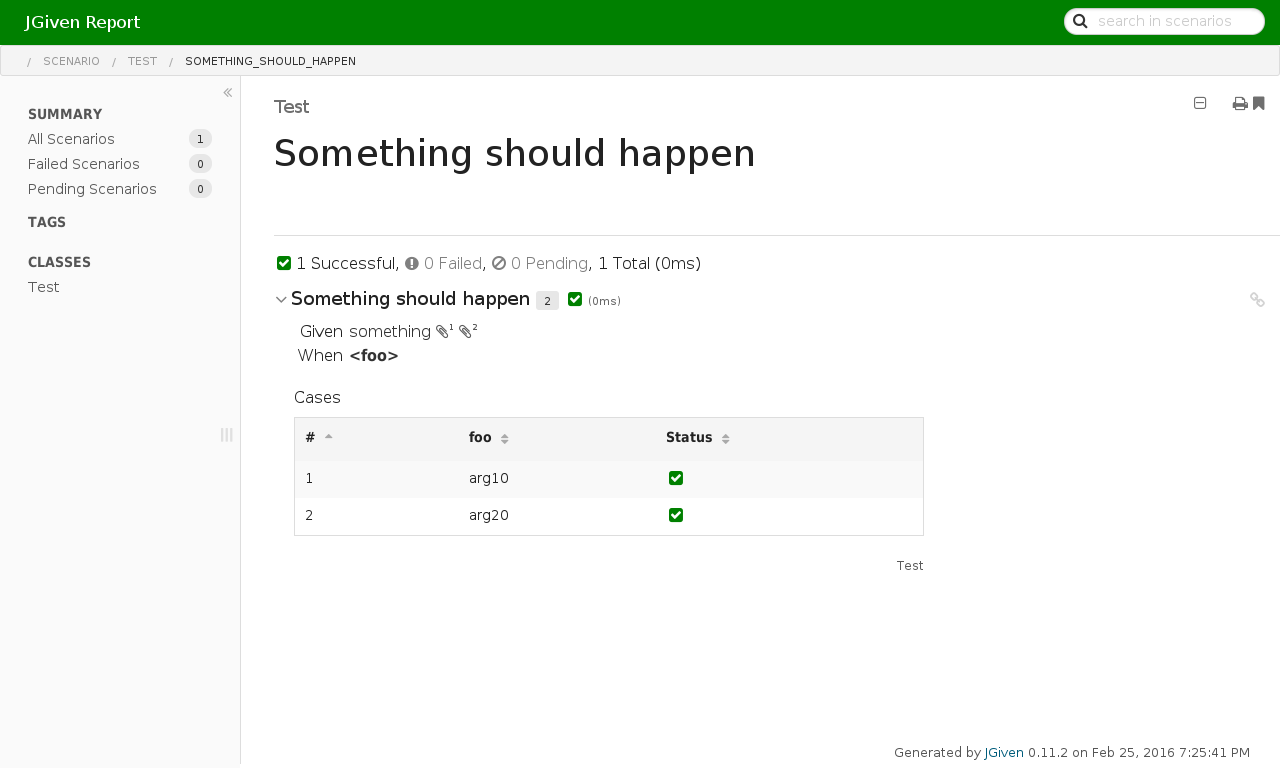 JGiven Report
search in scenarios
/ SCENARIO / TEST / SOMETHING_SHOULD_HAPPEN
SUMMARY
All Scenarios 1
Failed Scenarios 0
Pending Scenarios 0
TAGS
CLASSES
Test
Test
Something should happen
1 Successful, 0 Failed, 0 Pending, 1 Total (0ms)
Something should happen 2 (0ms)
Given something 1 2
When <foo>
Cases
# foo Status
1 arg10
2 arg20
Test
Generated by JGiven 0.11.2 on Feb 25, 2016 7:25:41 PM